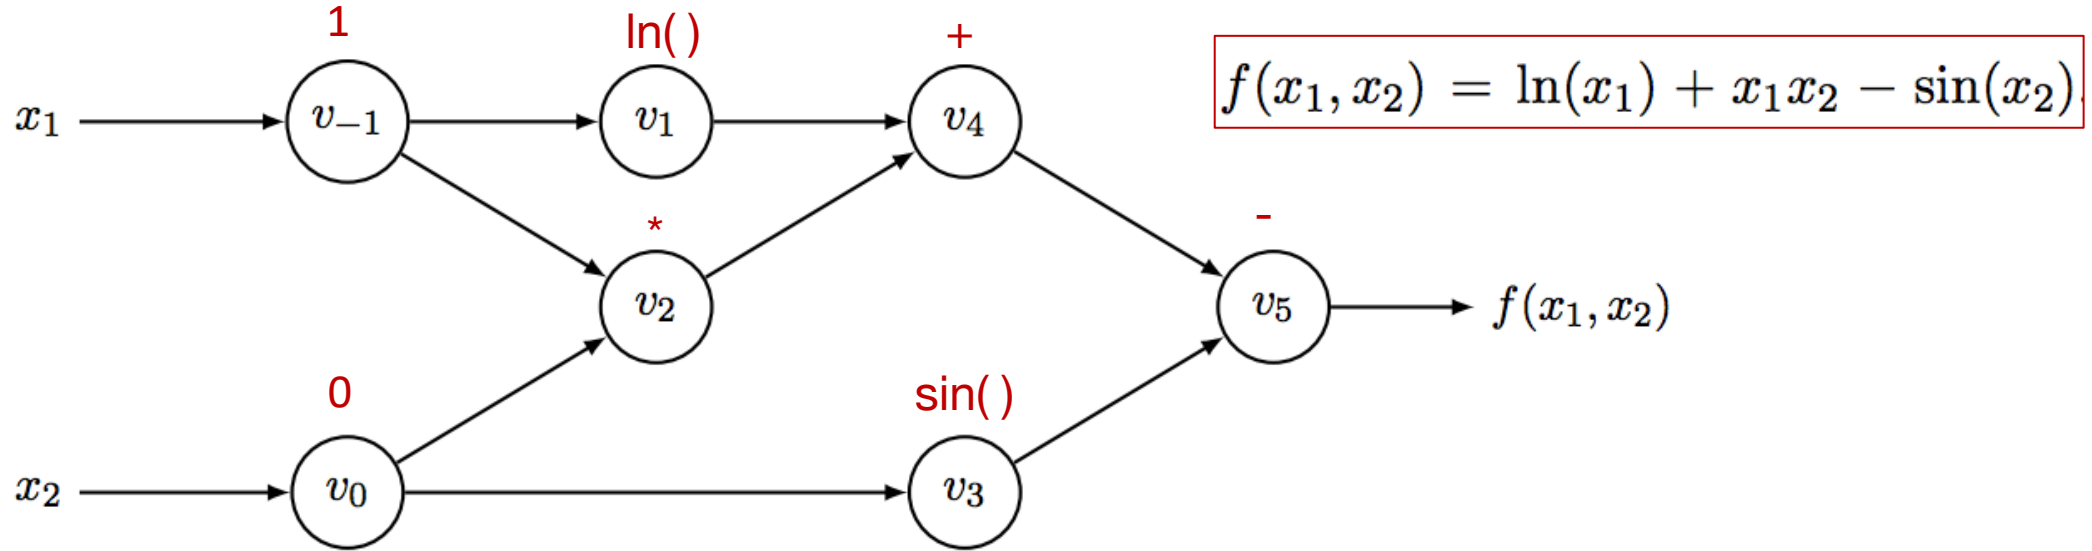 1 ln( ) +
x₁ v₋₁ v₁ v₄ f(x₁, x₂) = ln(x₁) + x₁x₂ − sin(x₂)
* -
v₂ v₅ f(x₁, x₂)
0 sin( )
x₂ v₀ v₃